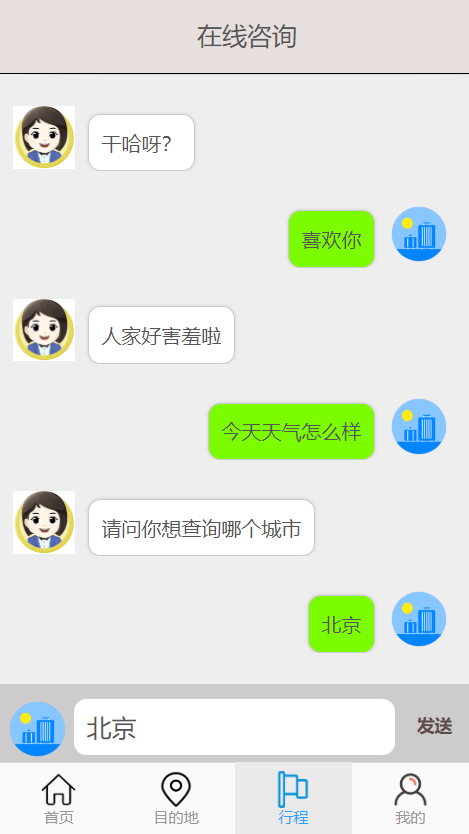 在线咨询
干哈呀?
喜欢你
人家好害羞啦
今天天气怎么样
请问你想查询哪个城市
北京
北京
发送
首页
目的地
行程
我的